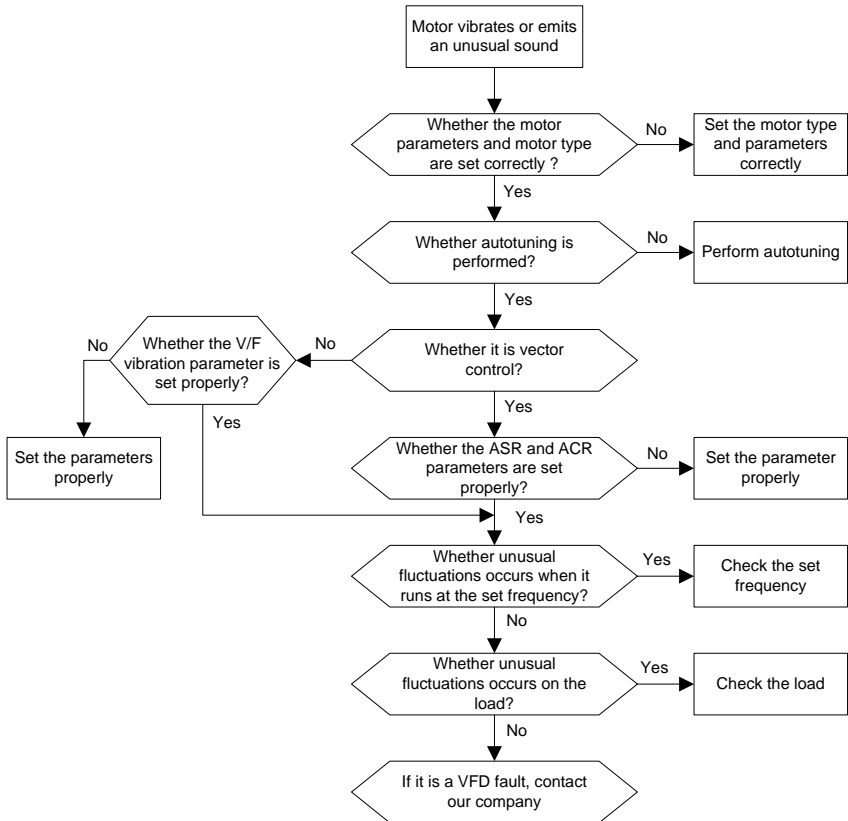 Motor vibrates or emits
an unusual sound
Whether the motor
parameters and motor type
are set correctly ?
No
Set the motor type
and parameters
correctly
Yes
Whether autotuning is
performed?
No
Perform autotuning
Yes
No
Whether the V/F
vibration parameter is
set properly?
No
Whether it is vector
control?
Yes
Yes
Set the parameters
properly
Whether the ASR and ACR
parameters are set
properly?
No
Set the parameter
properly
Yes
Whether unusual
fluctuations occurs when it
runs at the set frequency?
Yes
Check the set
frequency
No
Whether unusual
fluctuations occurs on the
load?
Yes
Check the load
No
If it is a VFD fault, contact
our company